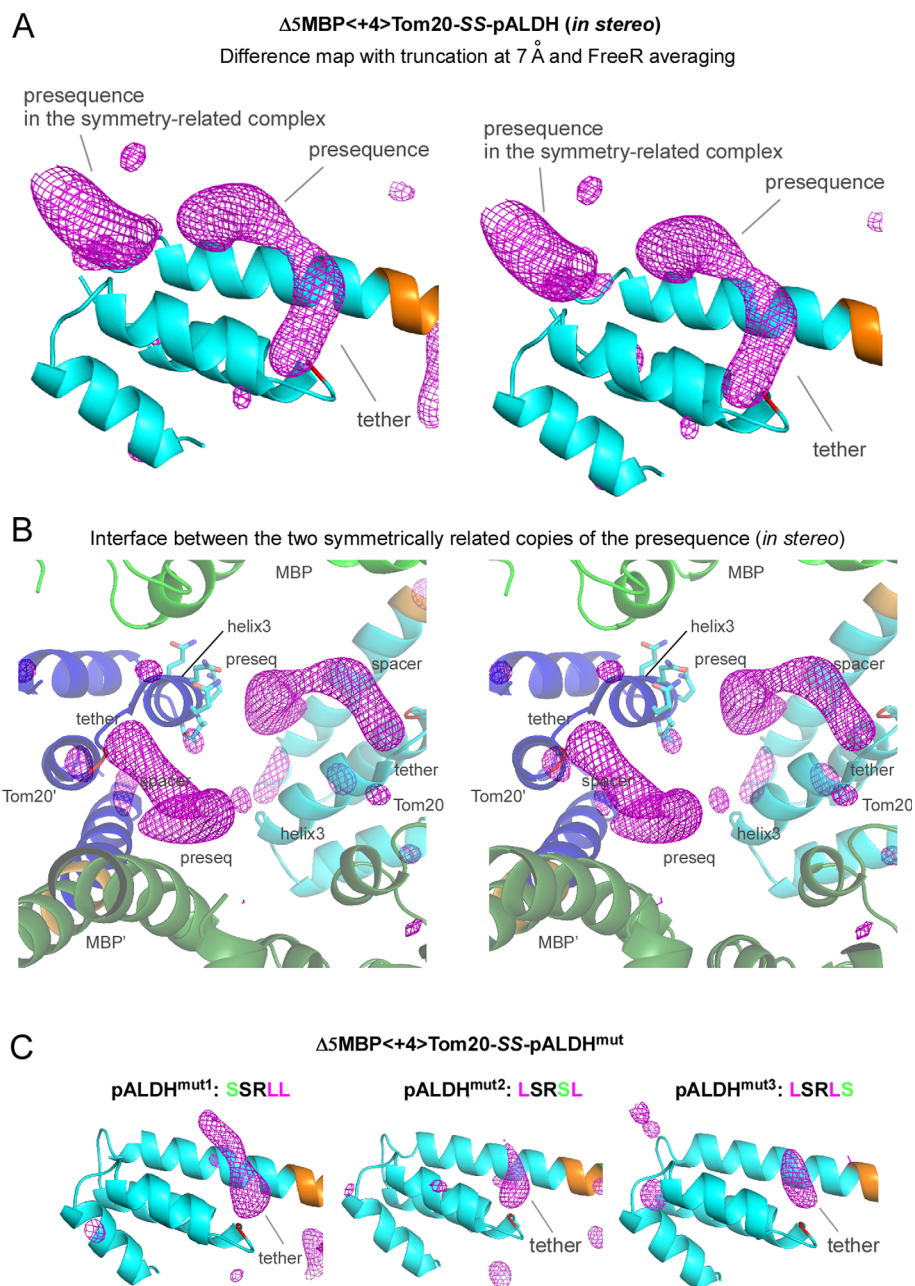 A
Δ5MBP<+4>Tom20-SS-pALDH (in stereo)
Difference map with truncation at 7 Å and FreeR averaging
presequence
in the symmetry-related complex
presequence
tether
presequence
in the symmetry-related complex
presequence
tether
B
Interface between the two symmetrically related copies of the presequence (in stereo)
MBP
helix3
preseq
spacer
tether
tether
spacer
Tom20'
Tom20
helix3
preseq
MBP'
MBP
helix3
preseq
spacer
tether
tether
spacer
Tom20'
Tom20
helix3
preseq
MBP'
C
Δ5MBP<+4>Tom20-SS-pALDHmut
pALDHmut1: SSRLL
pALDHmut2: LSRSL
pALDHmut3: LSRLS
tether
tether
tether